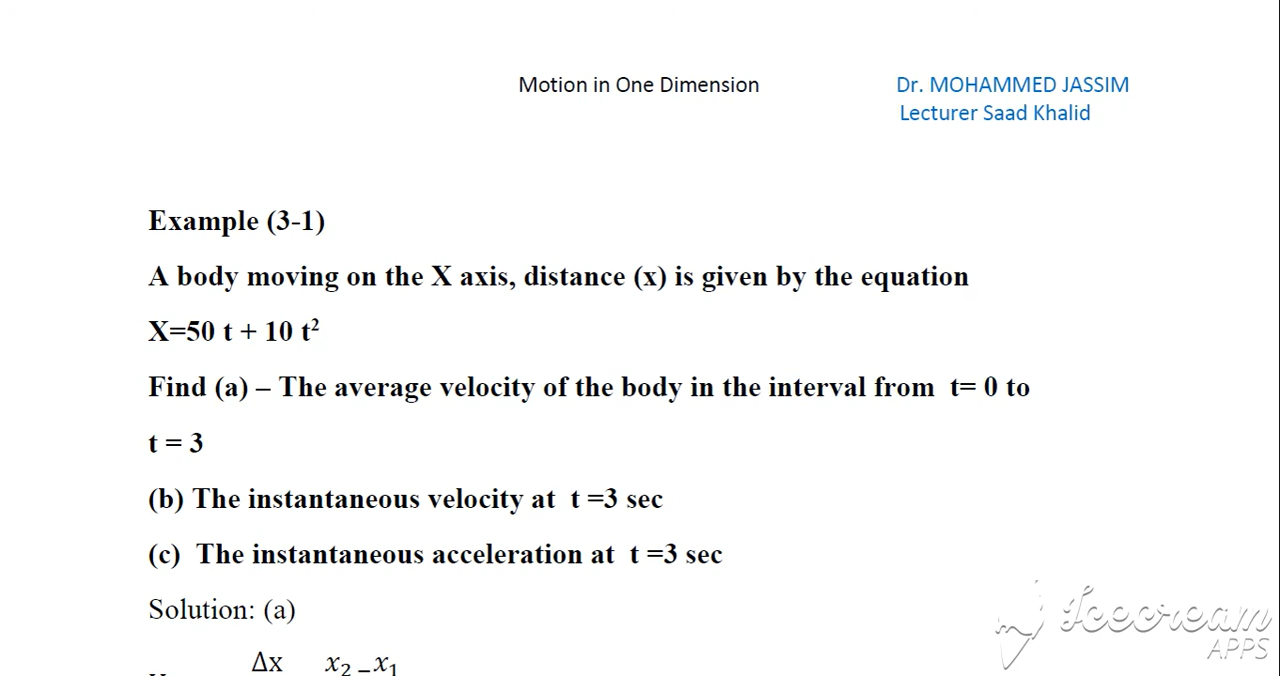 Motion in One Dimension
Dr. MOHAMMED JASSIM
Lecturer Saad Khalid
Example (3-1)
A body moving on the X axis, distance (x) is given by the equation
X=50 t + 10 t²
Find (a) – The average velocity of the body in the interval from t= 0 to
t = 3
(b) The instantaneous velocity at t =3 sec
(c) The instantaneous acceleration at t =3 sec
Solution: (a)
Δx x₂ – x₁
Icecream
APPS